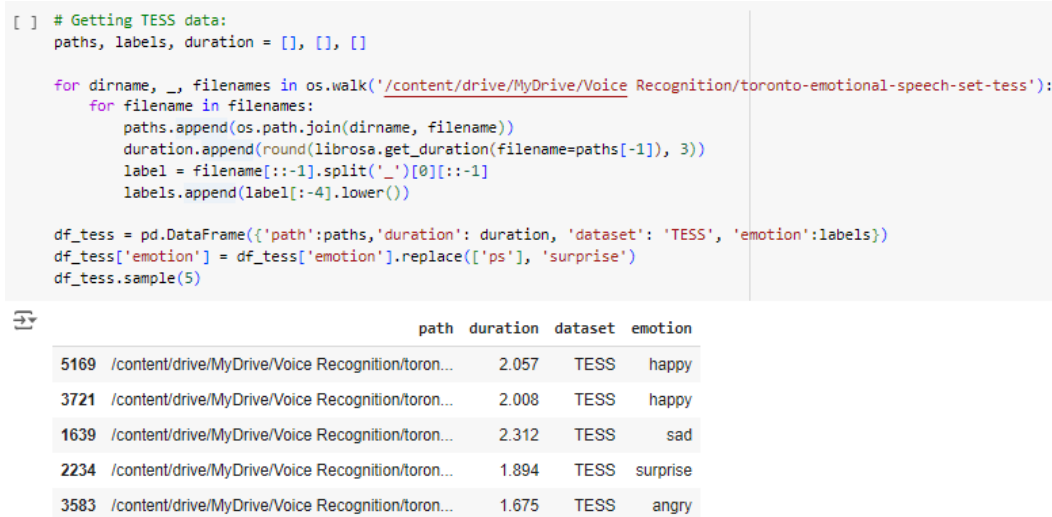 [ ] # Getting TESS data:
paths, labels, duration = [], [], []
for dirname, _, filenames in os.walk('/content/drive/MyDrive/Voice Recognition/toronto-emotional-speech-set-tess'):
    for filename in filenames:
        paths.append(os.path.join(dirname, filename))
        duration.append(round(librosa.get_duration(filename=paths[-1]), 3))
        label = filename[::-1].split('_')[0][::-1]
        labels.append(label[:-4].lower())
df_tess = pd.DataFrame({'path':paths,'duration': duration, 'dataset': 'TESS', 'emotion':labels})
df_tess['emotion'] = df_tess['emotion'].replace(['ps'], 'surprise')
df_tess.sample(5)
path duration dataset emotion
5169 /content/drive/MyDrive/Voice Recognition/toron... 2.057 TESS happy
3721 /content/drive/MyDrive/Voice Recognition/toron... 2.008 TESS happy
1639 /content/drive/MyDrive/Voice Recognition/toron... 2.312 TESS sad
2234 /content/drive/MyDrive/Voice Recognition/toron... 1.894 TESS surprise
3583 /content/drive/MyDrive/Voice Recognition/toron... 1.675 TESS angry